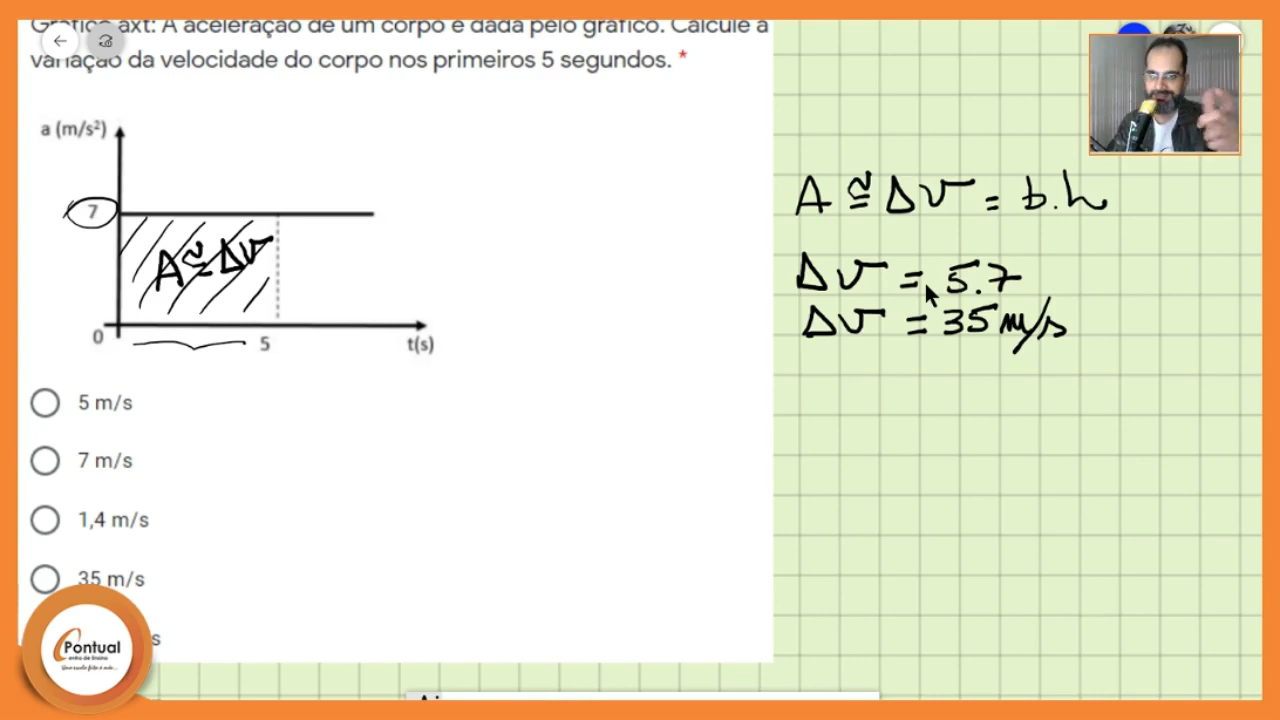 Gráfico axt: A aceleração de um corpo é dada pelo gráfico. Calcule a
variação da velocidade do corpo nos primeiros 5 segundos. *
a (m/s²)
7
A ≅ Δv
0
5
t(s)
A ≅ Δv = b.h
Δv = 5.7
Δv = 35 m/s
5 m/s
7 m/s
1,4 m/s
35 m/s
s
Pontual